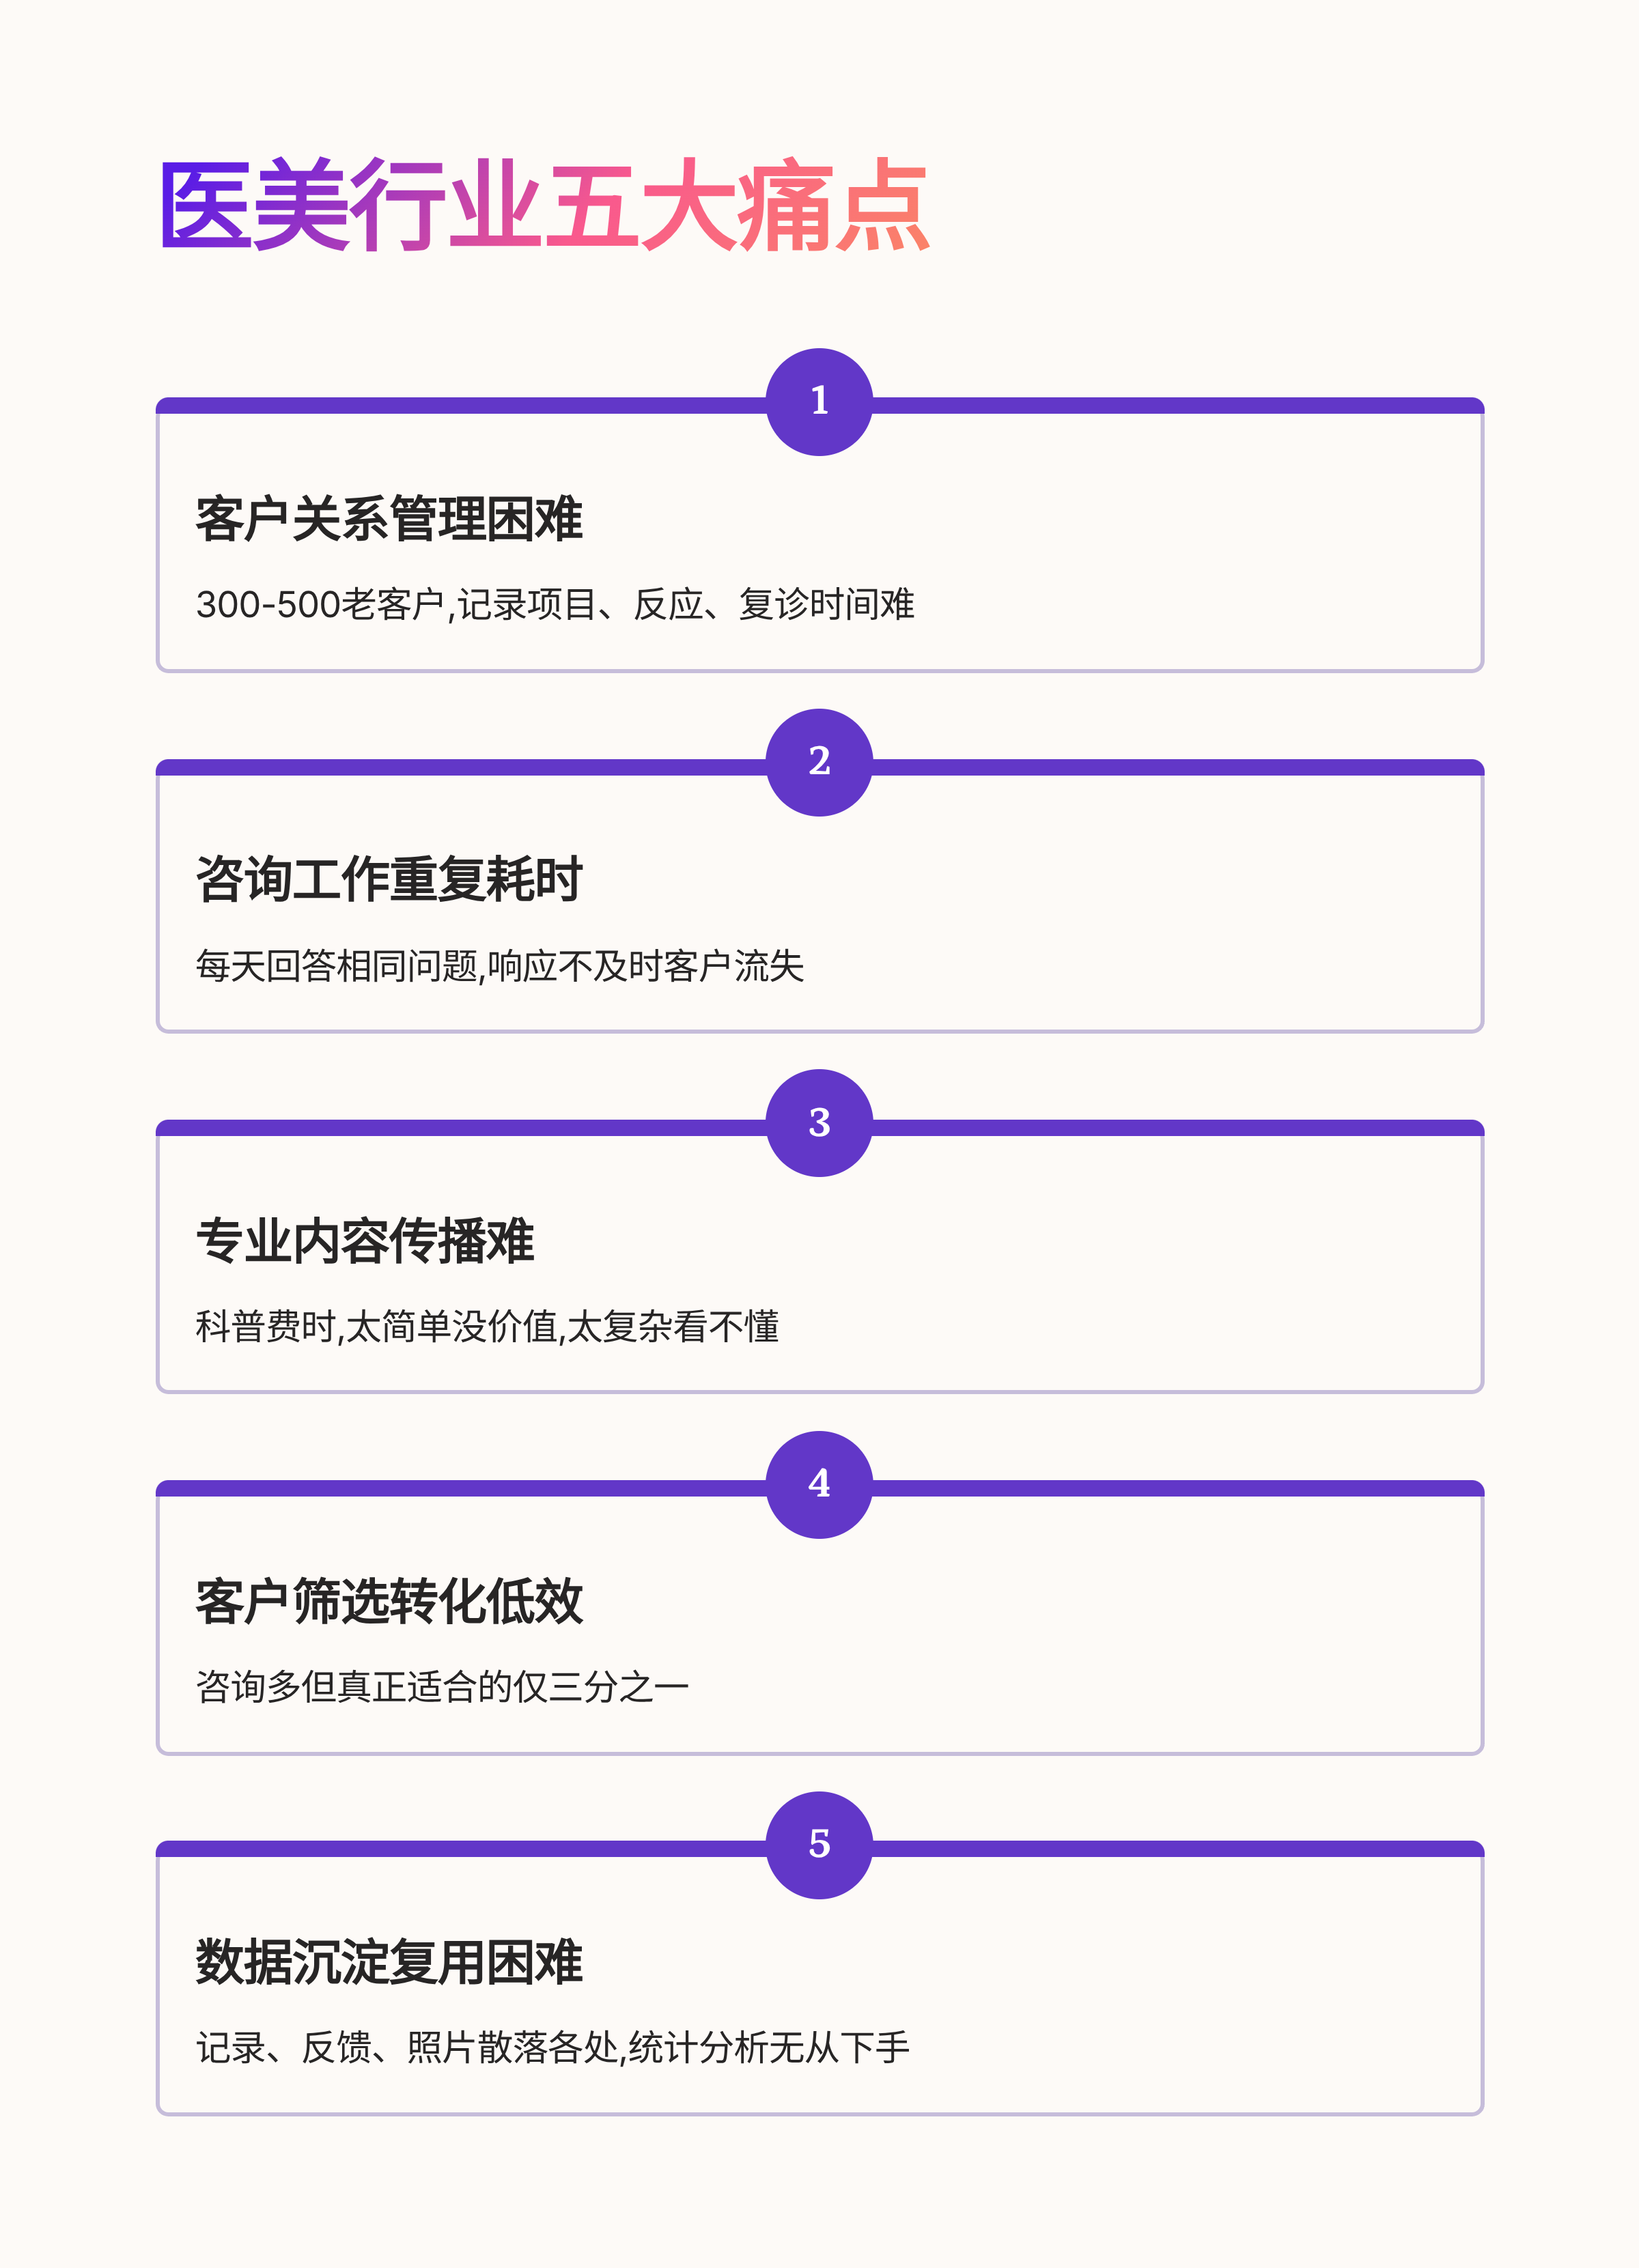 医美行业五大痛点
1
客户关系管理困难
300-500老客户,记录项目、反应、复诊时间难
2
咨询工作重复耗时
每天回答相同问题,响应不及时客户流失
3
专业内容传播难
科普费时,太简单没价值,太复杂看不懂
4
客户筛选转化低效
咨询多但真正适合的仅三分之一
5
数据沉淀复用困难
记录、反馈、照片散落各处,统计分析无从下手